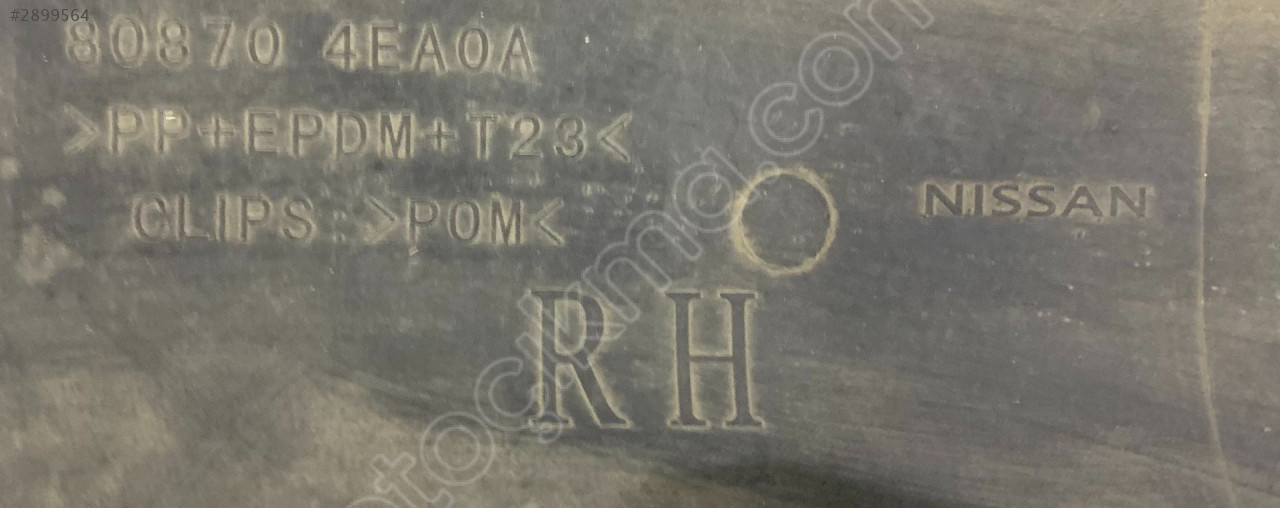 #2899564
80870 4EA0A
>PP+EPDM+T23<
CLIPS:>POM<
NISSAN
RH